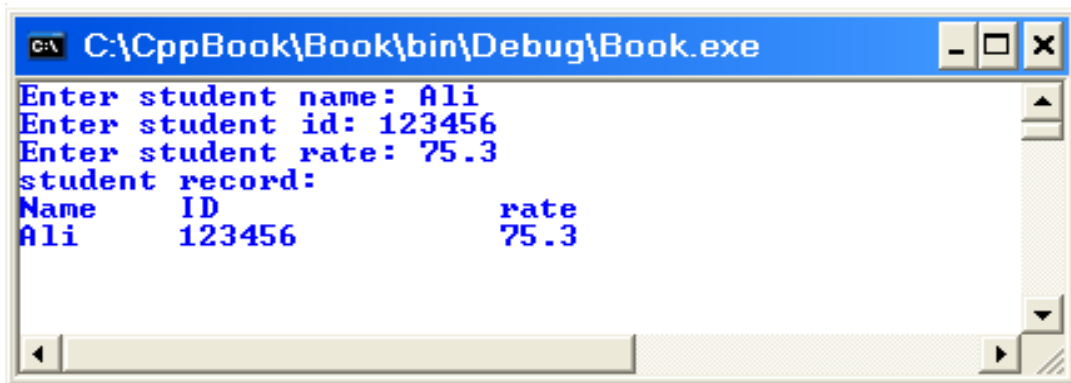 C:\CppBook\Book\bin\Debug\Book.exe
Enter student name: Ali
Enter student id: 123456
Enter student rate: 75.3
student record:
Name ID rate
Ali 123456 75.3